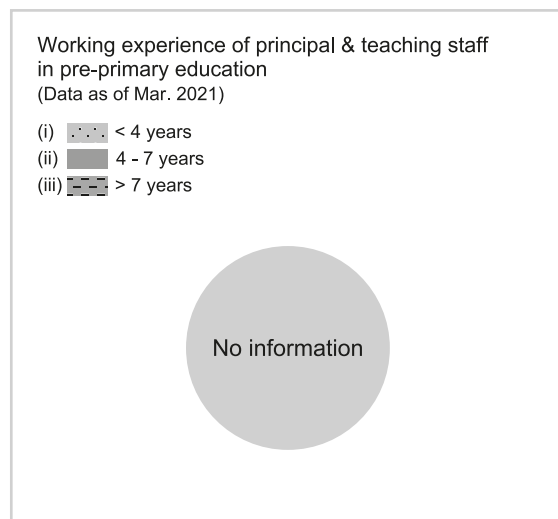 Working experience of principal & teaching staff
in pre-primary education
(Data as of Mar. 2021)
(i) < 4 years
(ii) 4 - 7 years
(iii) > 7 years
No information